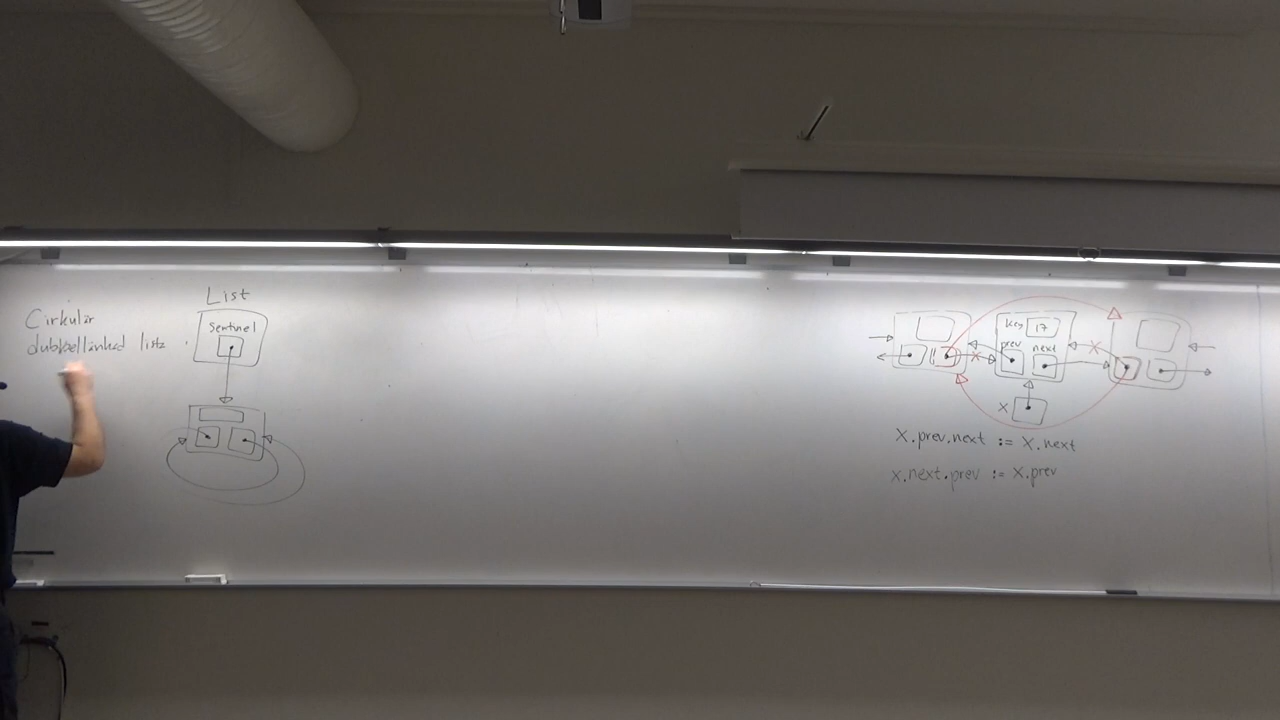 Cirkulär
dubbellänkad lista
List
Sentinel
key 17
prev next
x
x.prev.next := x.next
x.next.prev := x.prev